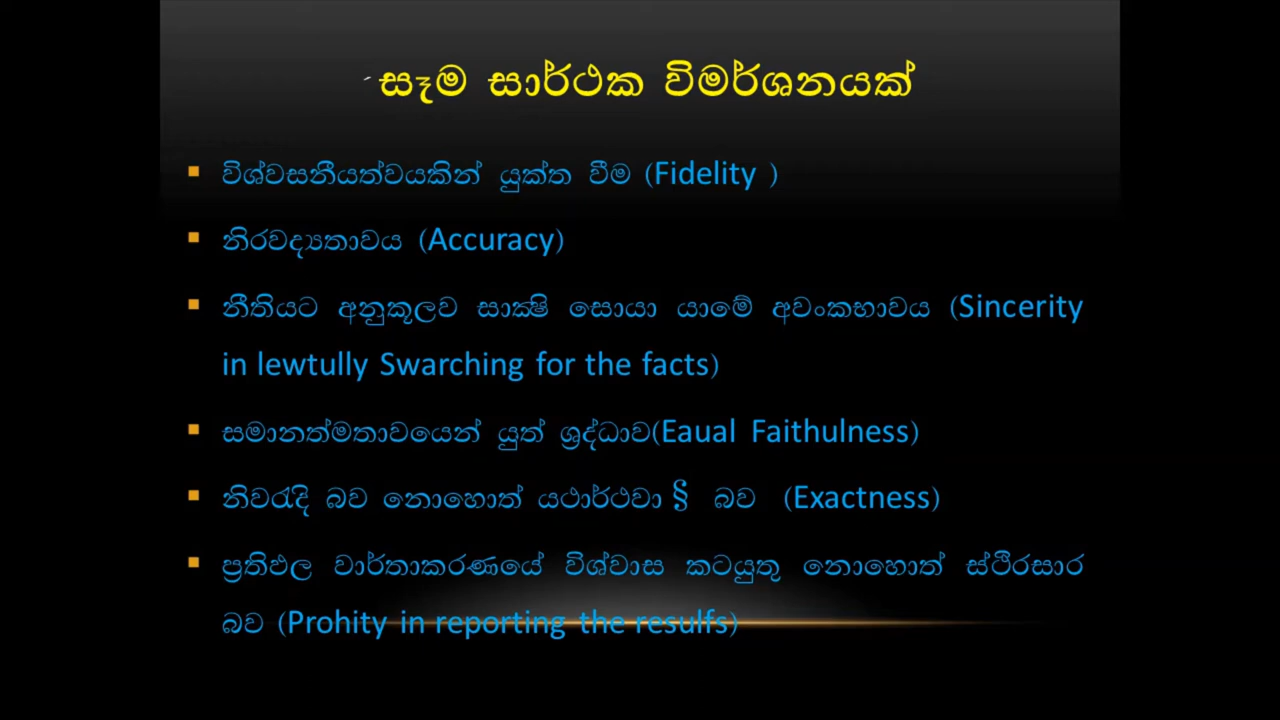 සෑම සාර්ථක විමර්ශනයක්
▪ විශ්වසනීයත්වයකින් යුක්ත වීම (Fidelity )
▪ නිරවද්‍යතාවය (Accuracy)
▪ නීතියට අනුකූලව සාක්‍ෂි සොයා යාමේ අවංකභාවය (Sincerity
in lewtully Swarching for the facts)
▪ සමානත්මතාවයෙන් යුත් ශ්‍රද්ධාව(Eaual Faithulness)
▪ නිවරැදි බව නොහොත් යථාර්ථවා § බව (Exactness)
▪ ප්‍රතිඵල වාර්තාකරණයේ විශ්වාස කටයුතු නොහොත් ස්ථිරසාර
බව (Prohity in reporting the resulfs)